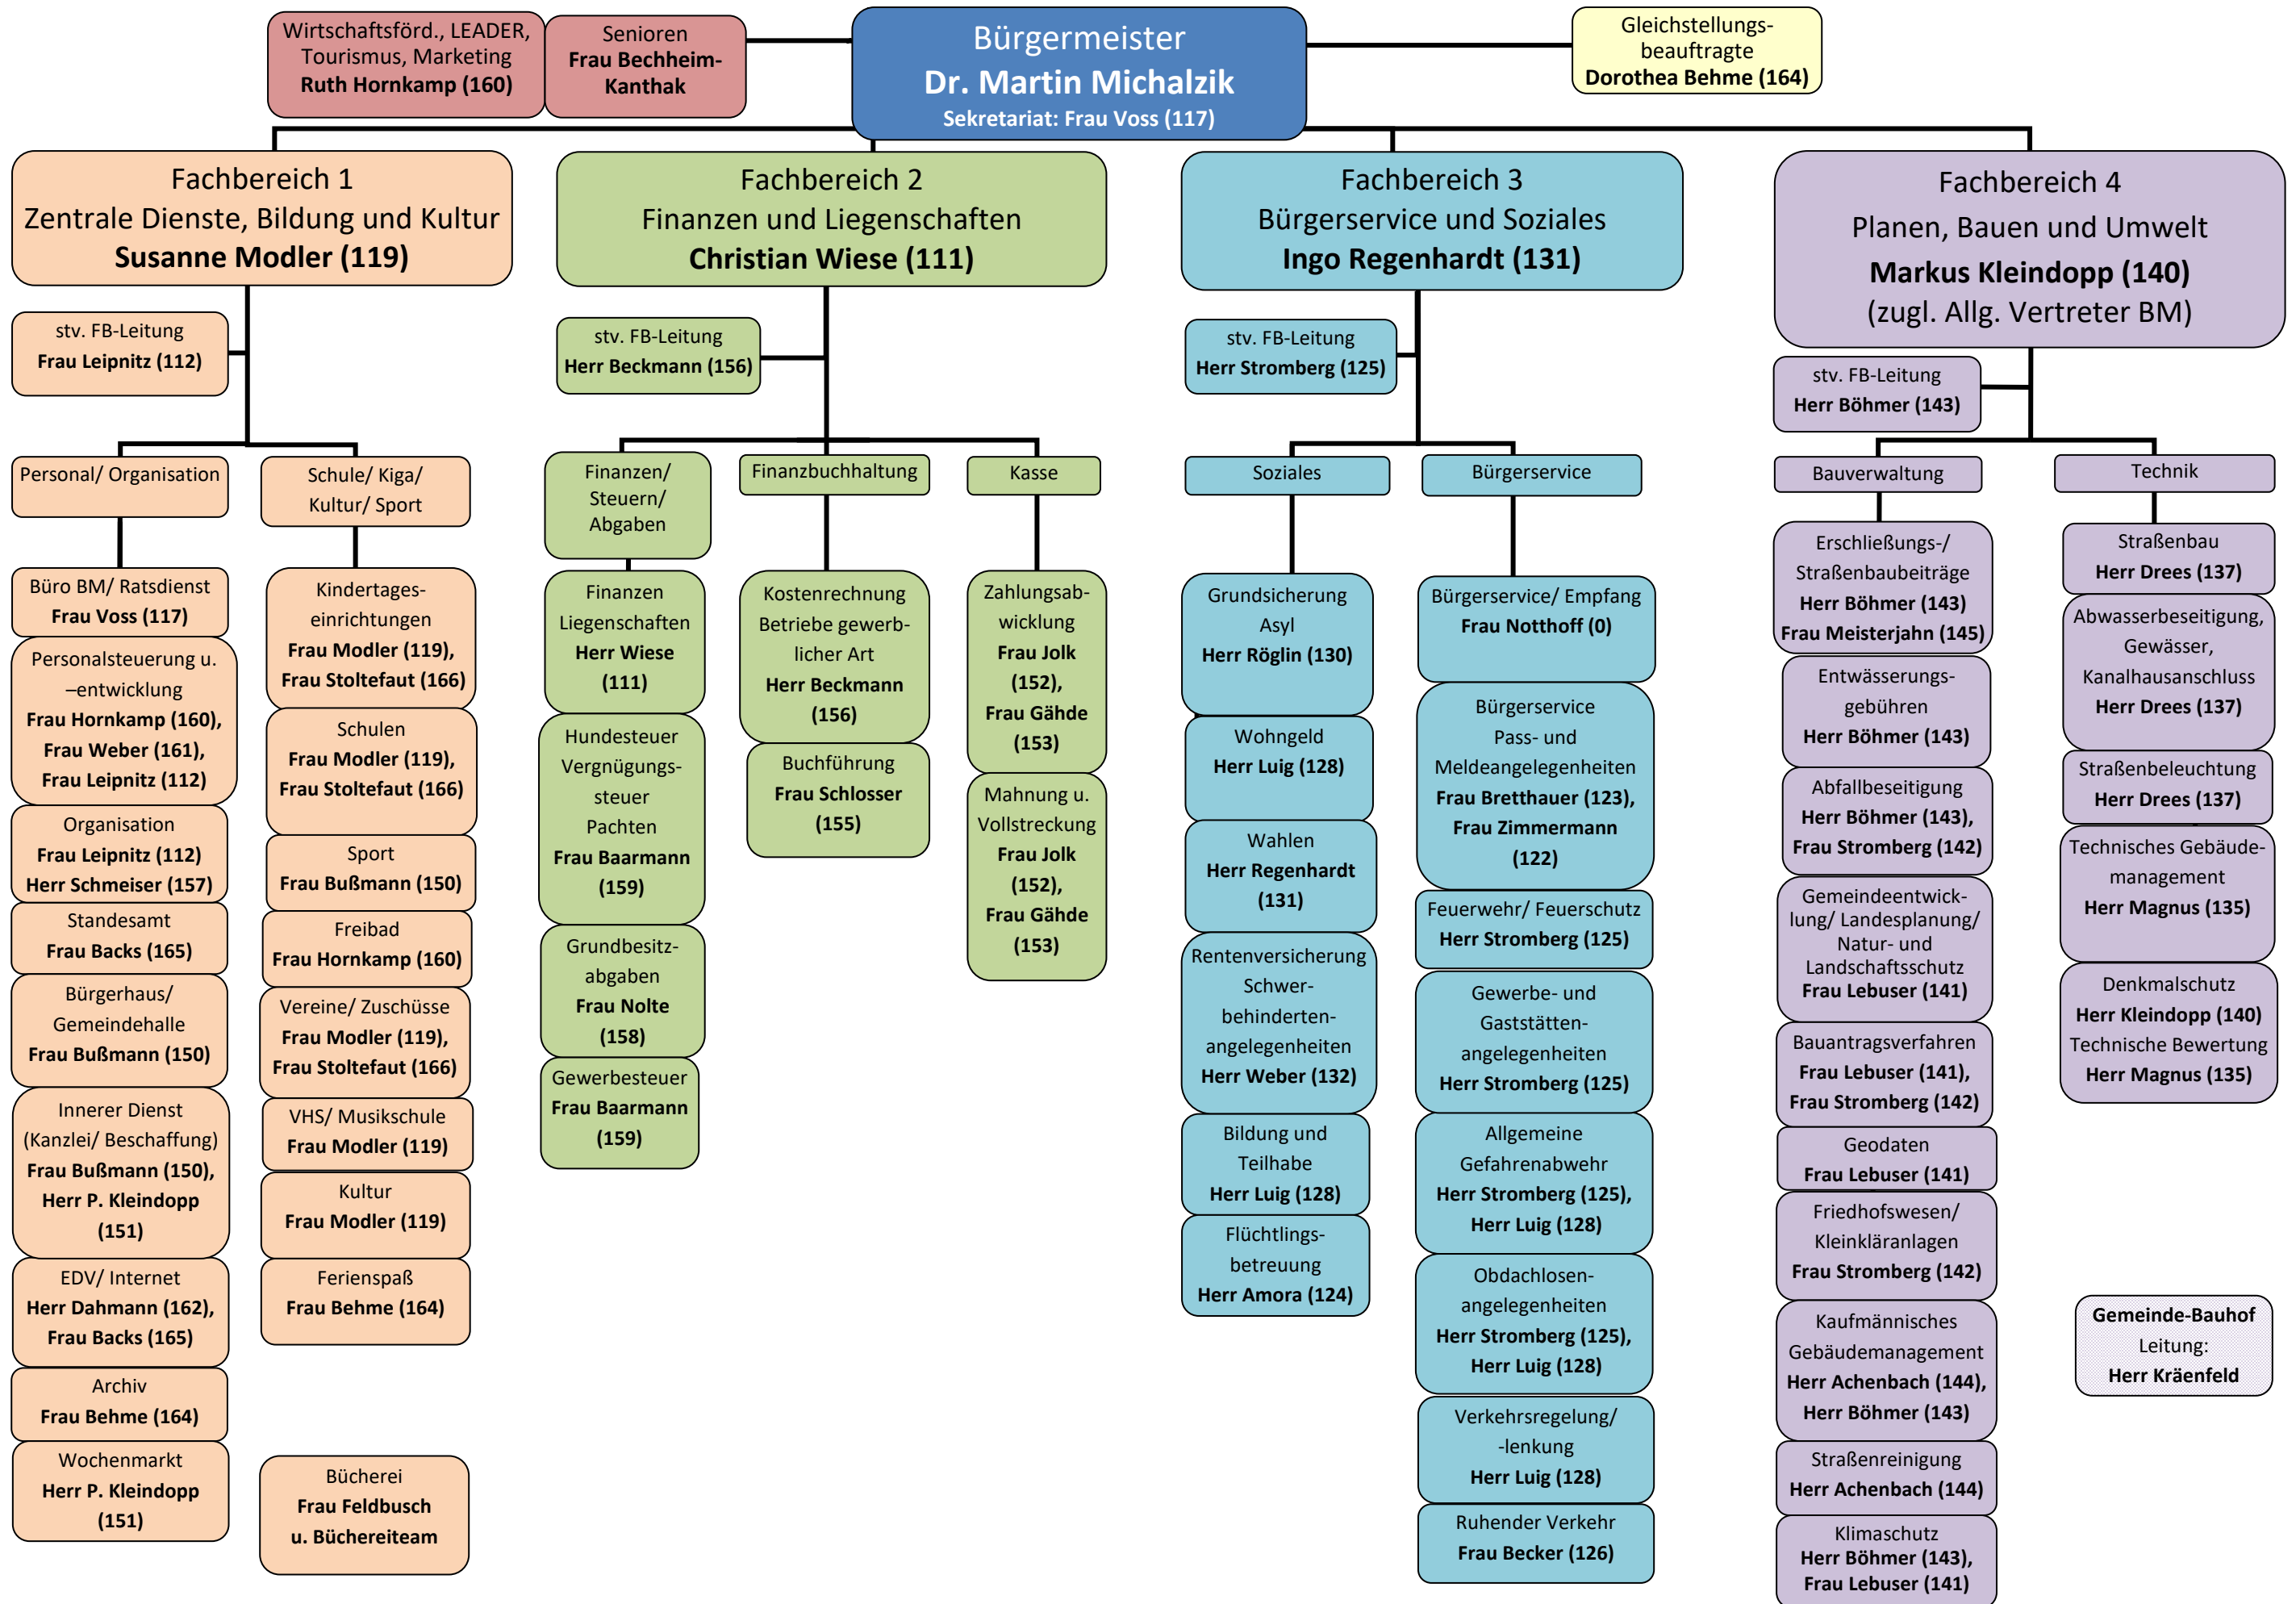 Wirtschaftsförd., LEADER,
Tourismus, Marketing
Ruth Hornkamp (160)
Senioren
Frau Bechheim-
Kanthak
Bürgermeister
Dr. Martin Michalzik
Sekretariat: Frau Voss (117)
Gleichstellungs-
beauftragte
Dorothea Behme (164)
Fachbereich 1
Zentrale Dienste, Bildung und Kultur
Susanne Modler (119)
stv. FB-Leitung
Frau Leipnitz (112)
Personal/ Organisation
Büro BM/ Ratsdienst
Frau Voss (117)
Personalsteuerung u.
–entwicklung
Frau Hornkamp (160),
Frau Weber (161),
Frau Leipnitz (112)
Organisation
Frau Leipnitz (112)
Herr Schmeiser (157)
Standesamt
Frau Backs (165)
Bürgerhaus/
Gemeindehalle
Frau Bußmann (150)
Innerer Dienst
(Kanzlei/ Beschaffung)
Frau Bußmann (150),
Herr P. Kleindopp
(151)
EDV/ Internet
Herr Dahmann (162),
Frau Backs (165)
Archiv
Frau Behme (164)
Wochenmarkt
Herr P. Kleindopp
(151)
Schule/ Kiga/
Kultur/ Sport
Kindertages-
einrichtungen
Frau Modler (119),
Frau Stoltefaut (166)
Schulen
Frau Modler (119),
Frau Stoltefaut (166)
Sport
Frau Bußmann (150)
Freibad
Frau Hornkamp (160)
Vereine/ Zuschüsse
Frau Modler (119),
Frau Stoltefaut (166)
VHS/ Musikschule
Frau Modler (119)
Kultur
Frau Modler (119)
Ferienspaß
Frau Behme (164)
Bücherei
Frau Feldbusch
u. Büchereiteam
Fachbereich 2
Finanzen und Liegenschaften
Christian Wiese (111)
stv. FB-Leitung
Herr Beckmann (156)
Finanzen/
Steuern/
Abgaben
Finanzen
Liegenschaften
Herr Wiese
(111)
Hundesteuer
Vergnügungs-
steuer
Pachten
Frau Baarmann
(159)
Grundbesitz-
abgaben
Frau Nolte
(158)
Gewerbesteuer
Frau Baarmann
(159)
Finanzbuchhaltung
Kostenrechnung
Betriebe gewerb-
licher Art
Herr Beckmann
(156)
Buchführung
Frau Schlosser
(155)
Kasse
Zahlungsab-
wicklung
Frau Jolk
(152),
Frau Gähde
(153)
Mahnung u.
Vollstreckung
Frau Jolk
(152),
Frau Gähde
(153)
Fachbereich 3
Bürgerservice und Soziales
Ingo Regenhardt (131)
stv. FB-Leitung
Herr Stromberg (125)
Soziales
Grundsicherung
Asyl
Herr Röglin (130)
Wohngeld
Herr Luig (128)
Wahlen
Herr Regenhardt
(131)
Rentenversicherung
Schwer-
behinderten-
angelegenheiten
Herr Weber (132)
Bildung und
Teilhabe
Herr Luig (128)
Flüchtlings-
betreuung
Herr Amora (124)
Bürgerservice
Bürgerservice/ Empfang
Frau Notthoff (0)
Bürgerservice
Pass- und
Meldeangelegenheiten
Frau Bretthauer (123),
Frau Zimmermann
(122)
Feuerwehr/ Feuerschutz
Herr Stromberg (125)
Gewerbe- und
Gaststätten-
angelegenheiten
Herr Stromberg (125)
Allgemeine
Gefahrenabwehr
Herr Stromberg (125),
Herr Luig (128)
Obdachlosen-
angelegenheiten
Herr Stromberg (125),
Herr Luig (128)
Verkehrsregelung/
-lenkung
Herr Luig (128)
Ruhender Verkehr
Frau Becker (126)
Fachbereich 4
Planen, Bauen und Umwelt
Markus Kleindopp (140)
(zugl. Allg. Vertreter BM)
stv. FB-Leitung
Herr Böhmer (143)
Bauverwaltung
Erschließungs-/
Straßenbaubeiträge
Herr Böhmer (143)
Frau Meisterjahn (145)
Entwässerungs-
gebühren
Herr Böhmer (143)
Abfallbeseitigung
Herr Böhmer (143),
Frau Stromberg (142)
Gemeindeentwick-
lung/ Landesplanung/
Natur- und
Landschaftsschutz
Frau Lebuser (141)
Bauantragsverfahren
Frau Lebuser (141),
Frau Stromberg (142)
Geodaten
Frau Lebuser (141)
Friedhofswesen/
Kleinkläranlagen
Frau Stromberg (142)
Kaufmännisches
Gebäudemanagement
Herr Achenbach (144),
Herr Böhmer (143)
Straßenreinigung
Herr Achenbach (144)
Klimaschutz
Herr Böhmer (143),
Frau Lebuser (141)
Technik
Straßenbau
Herr Drees (137)
Abwasserbeseitigung,
Gewässer,
Kanalhausanschluss
Herr Drees (137)
Straßenbeleuchtung
Herr Drees (137)
Technisches Gebäude-
management
Herr Magnus (135)
Denkmalschutz
Herr Kleindopp (140)
Technische Bewertung
Herr Magnus (135)
Gemeinde-Bauhof
Leitung:
Herr Kräenfeld